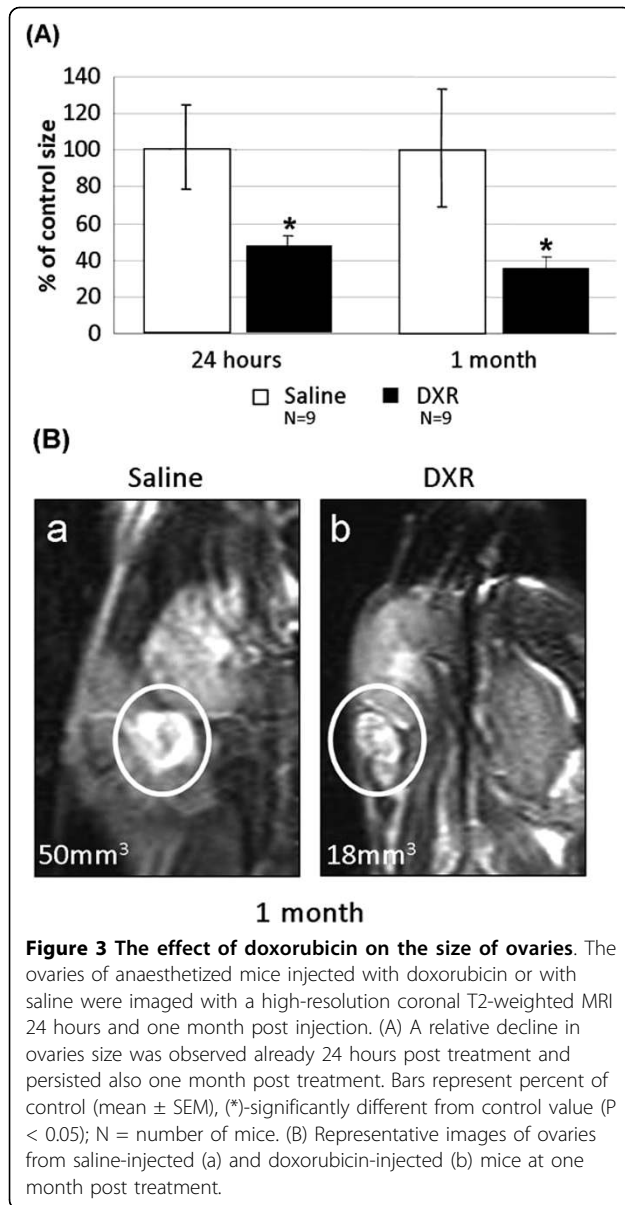 (A)
140
120
100
80
60
40
20
0
% of control size
*
*
24 hours
1 month
Saline
N=9
DXR
N=9
(B)
Saline
DXR
a
b
50mm³
18mm³
1 month
Figure 3 The effect of doxorubicin on the size of ovaries. The
ovaries of anaesthetized mice injected with doxorubicin or with
saline were imaged with a high-resolution coronal T2-weighted MRI
24 hours and one month post injection. (A) A relative decline in
ovaries size was observed already 24 hours post treatment and
persisted also one month post treatment. Bars represent percent of
control (mean ± SEM), (*)-significantly different from control value (P
< 0.05); N = number of mice. (B) Representative images of ovaries
from saline-injected (a) and doxorubicin-injected (b) mice at one
month post treatment.